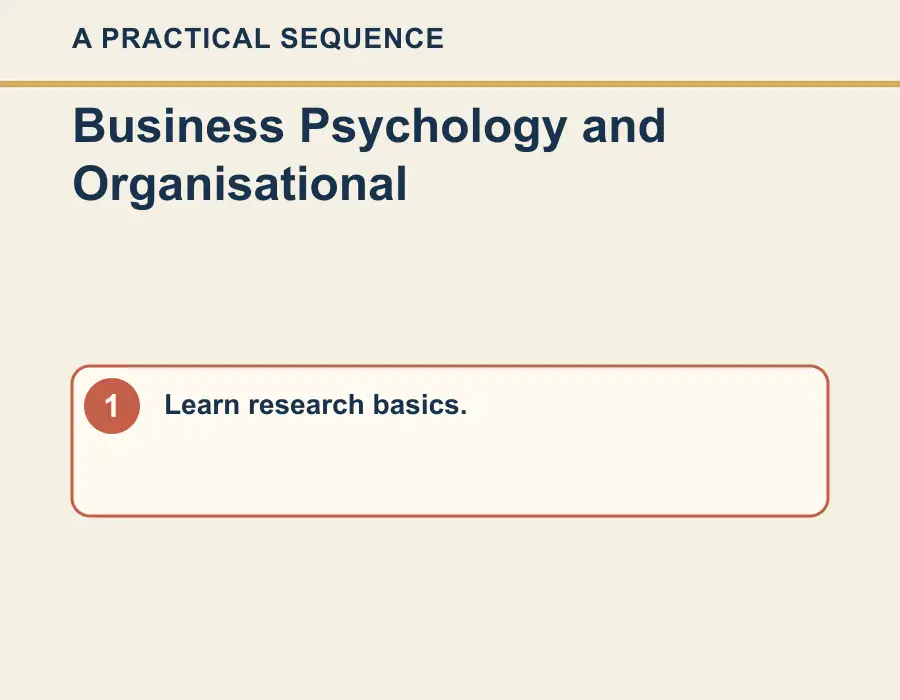 A PRACTICAL SEQUENCE
Business Psychology and
Organisational
1
Learn research basics.